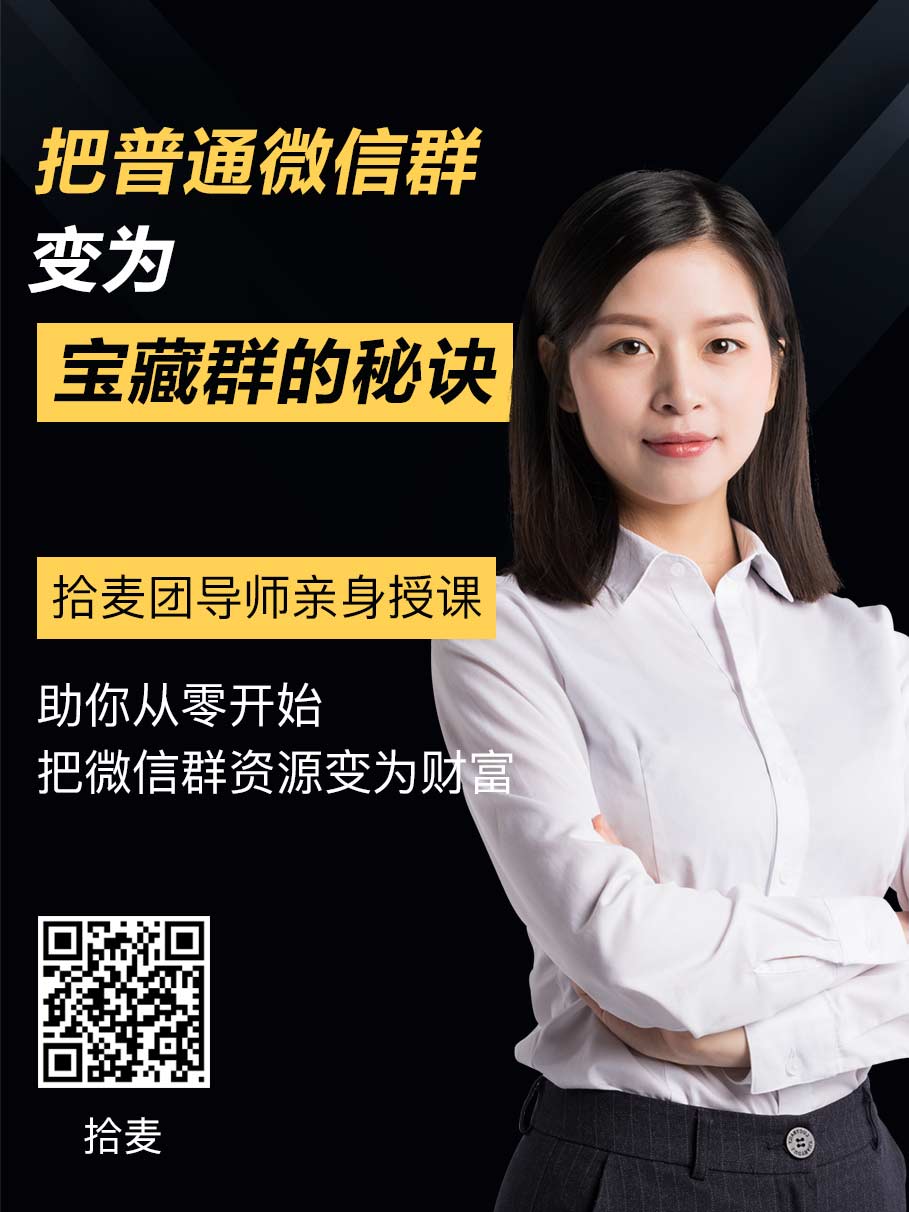 把普通微信群
变为
宝藏群的秘诀
拾麦团导师亲身授课
助你从零开始
把微信群资源变为财富
拾麦